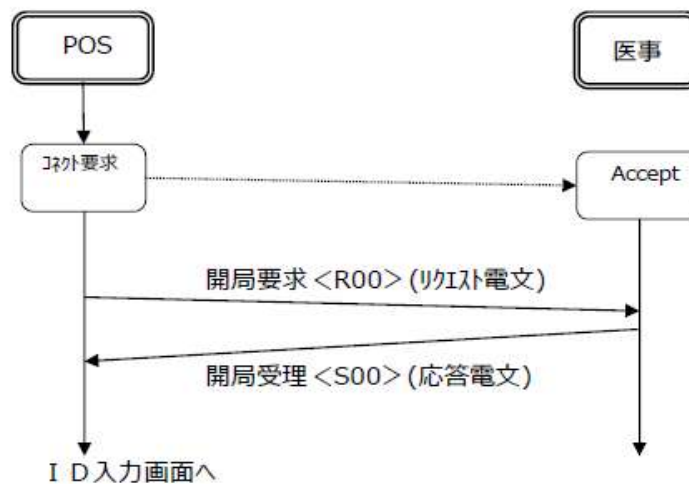 POS
医事
ｺﾈｸﾄ要求
Accept
開局要求＜R00＞(ﾘｸｴｽﾄ電文)
開局受理＜S00＞(応答電文)
ＩＤ入力画面へ